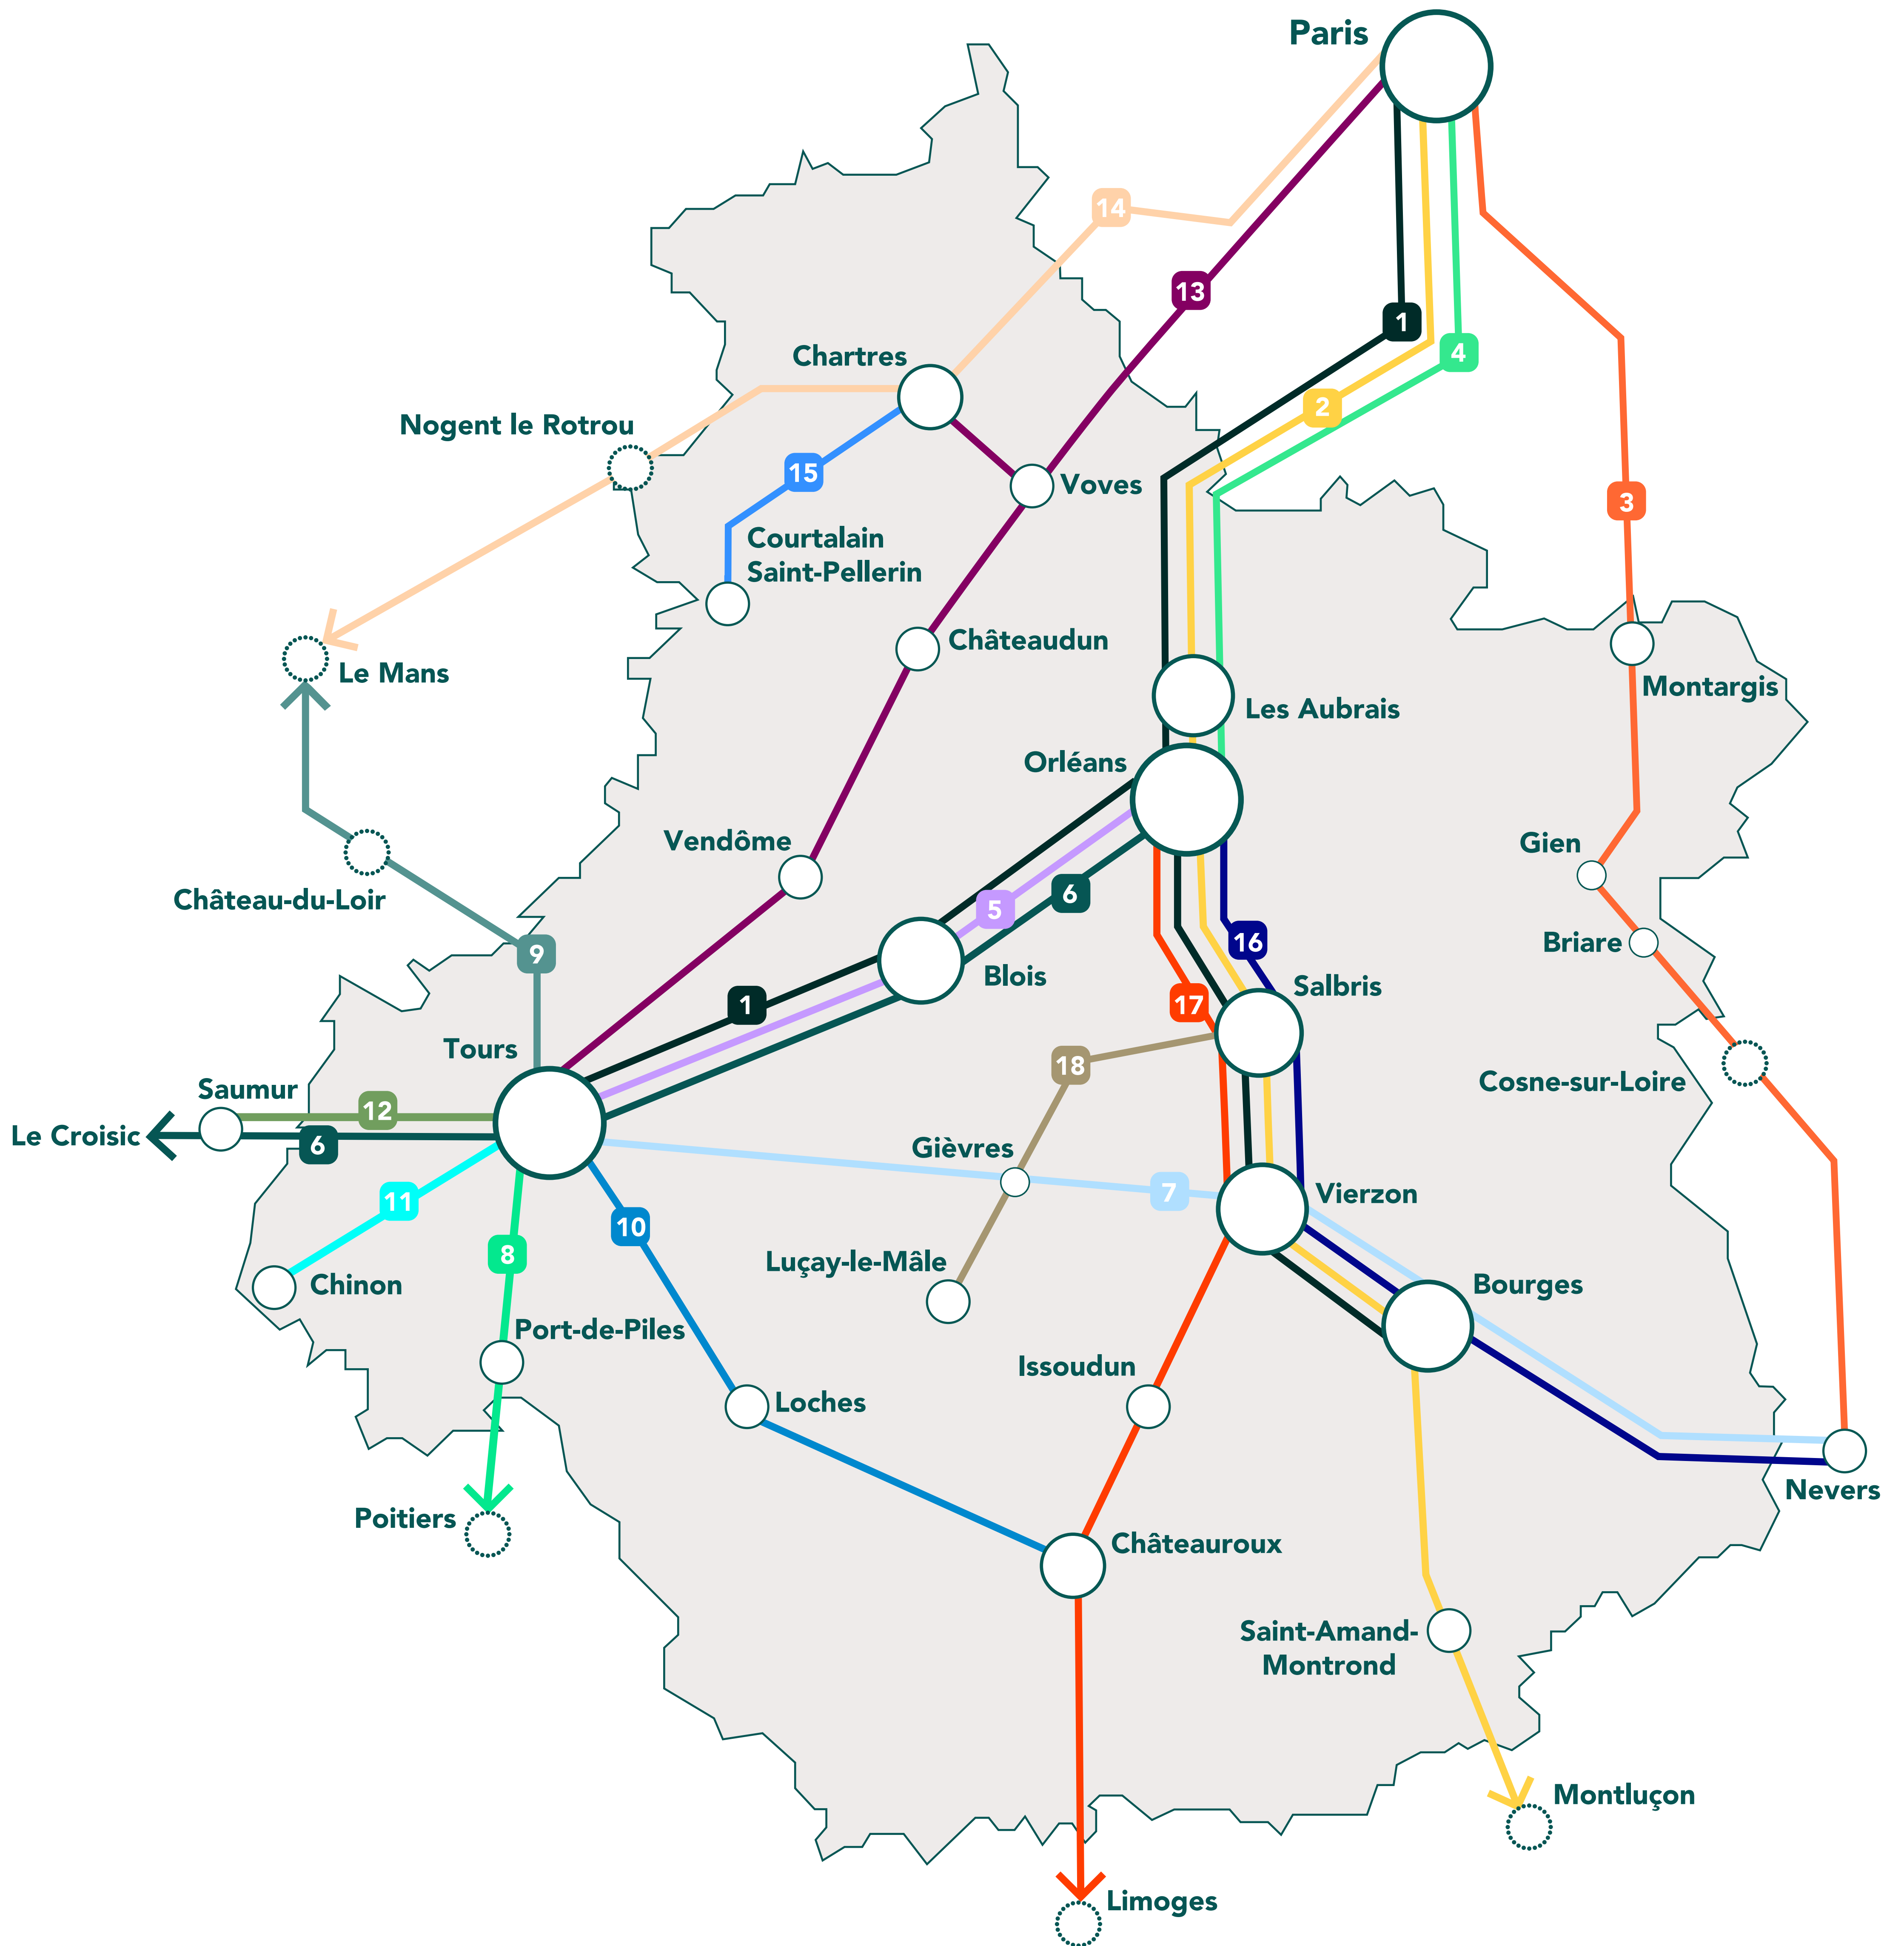 Paris
14
13
1
4
Chartres
2
Nogent le Rotrou
15
Voves
3
Courtalain
Saint-Pellerin
Châteaudun
Le Mans
Montargis
Les Aubrais
Orléans
Vendôme
Gien
Château-du-Loir
5
6
16
Briare
9
Blois
Salbris
1
17
Tours
18
Cosne-sur-Loire
Saumur
12
Le Croisic
6
Gièvres
7
Vierzon
11
10
8
Luçay-le-Mâle
Chinon
Bourges
Port-de-Piles
Issoudun
Loches
Nevers
Poitiers
Châteauroux
Saint-Amand-
Montrond
Montluçon
Limoges